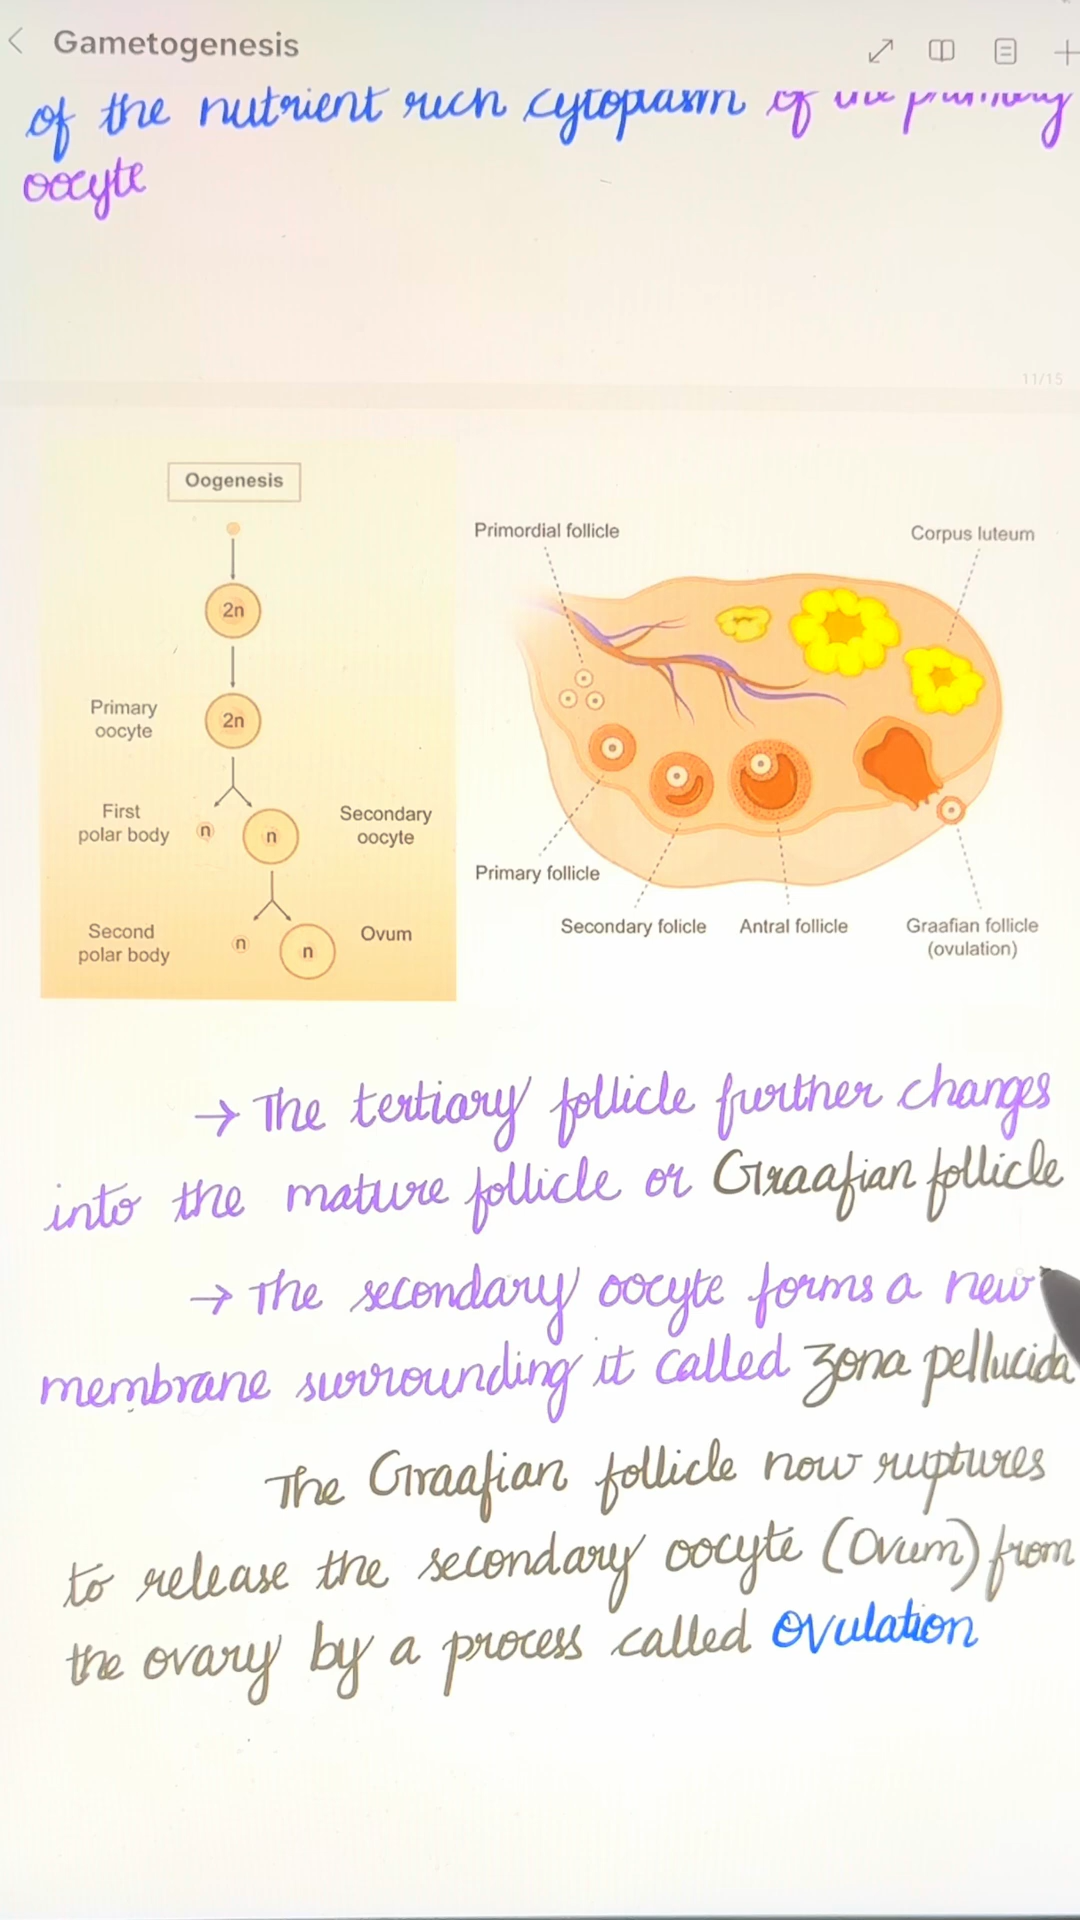 Gametogenesis
of the nutrient rich cytoplasm of the primary
oocyte
11/15
Oogenesis
2n
Primary
oocyte
2n
First
polar body
n
n
Secondary
oocyte
Second
polar body
n
n
Ovum
Primordial follicle
Corpus luteum
Primary follicle
Secondary folicle
Antral follicle
Graafian follicle
(ovulation)
→ The tertiary follicle further changes
into the mature follicle or Graafian follicle
→ The secondary oocyte forms a new
membrane surrounding it called zona pellucida
The Graafian follicle now ruptures
to release the secondary oocyte (Ovum) from
the ovary by a process called ovulation